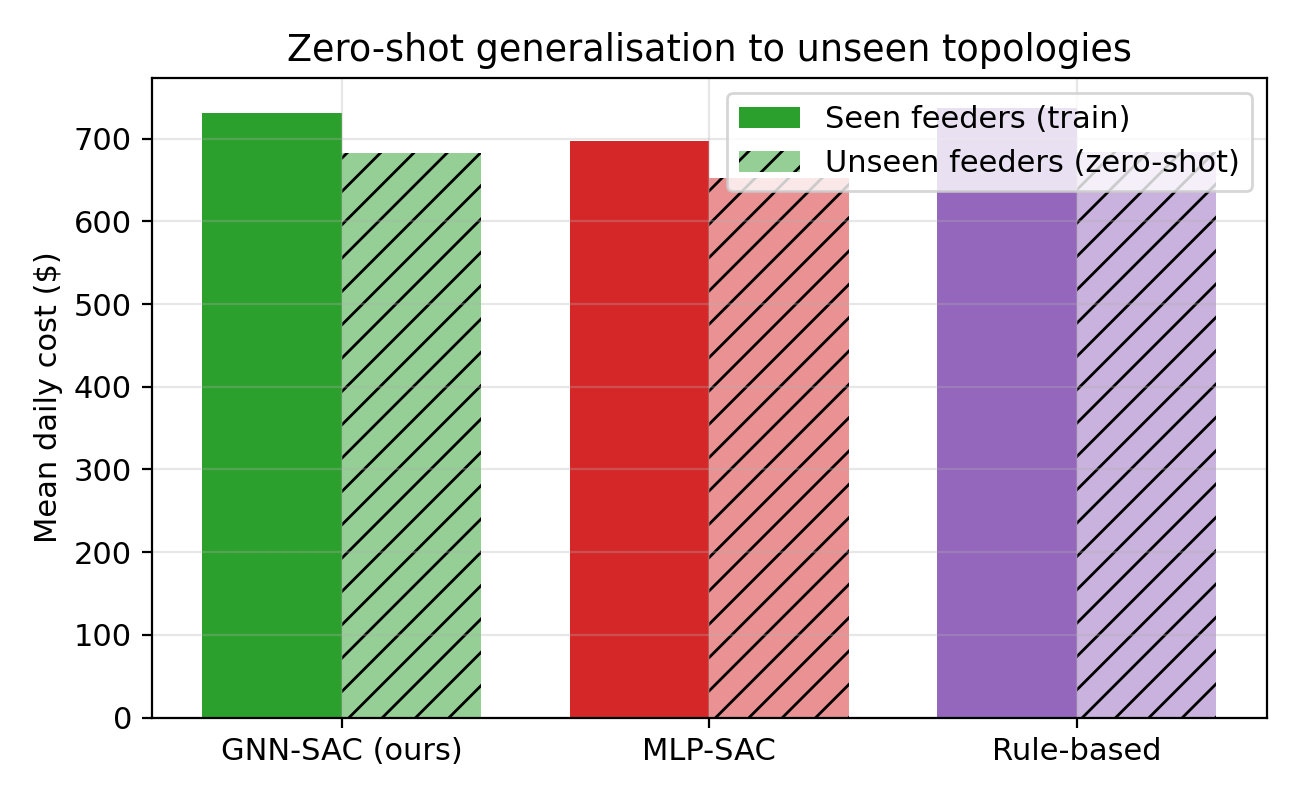 Zero-shot generalisation to unseen topologies
Seen feeders (train)
Unseen feeders (zero-shot)
Mean daily cost ($)
700
600
500
400
300
200
100
0
GNN-SAC (ours)
MLP-SAC
Rule-based